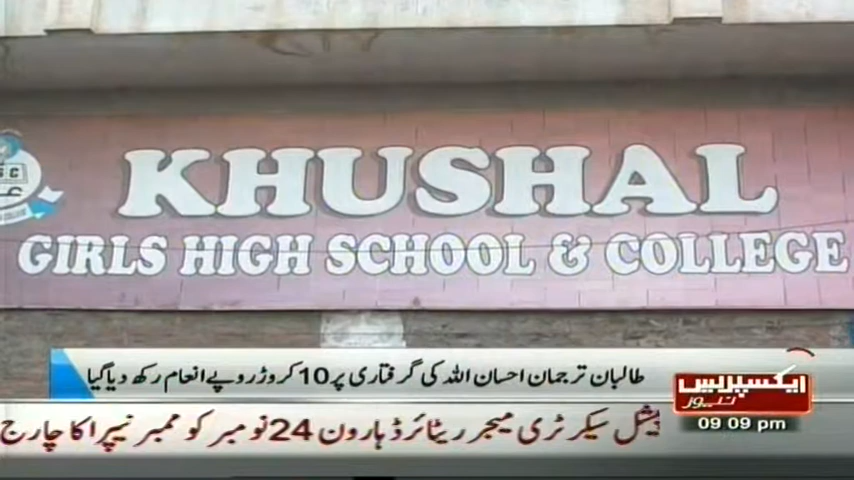 KHUSHAL
GIRLS HIGH SCHOOL & COLLEGE
طالبان ترجمان احسان اللہ کی گرفتاری پر 10 کروڑ روپے انعام رکھ دیا گیا
ایکسپریس
نیوز
سیکرٹری میجر ریٹائرڈ ہارون 24 نومبر کو ممبر نیپرا کا چارج
09:09 pm